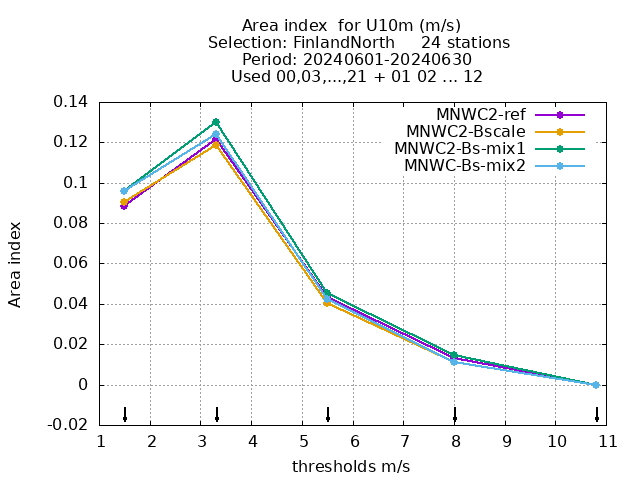 Area index  for U10m (m/s)
Selection: FinlandNorth     24 stations
Period: 20240601-20240630
Used 00,03,...,21 + 01 02 ... 12
MNWC2-ref
MNWC2-Bscale
MNWC2-Bs-mix1
MNWC-Bs-mix2
0.14
0.12
0.1
0.08
0.06
0.04
0.02
0
-0.02
Area index
1 2 3 4 5 6 7 8 9 10 11
thresholds m/s